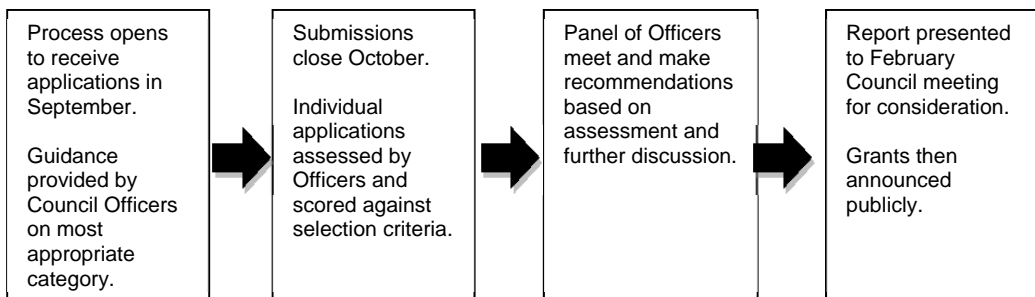 Process opens
to receive
applications in
September.
Guidance
provided by
Council Officers
on most
appropriate
category.
Submissions
close October.
Individual
applications
assessed by
Officers and
scored against
selection criteria.
Panel of Officers
meet and make
recommendations
based on
assessment and
further discussion.
Report presented
to February
Council meeting
for consideration.
Grants then
announced
publicly.